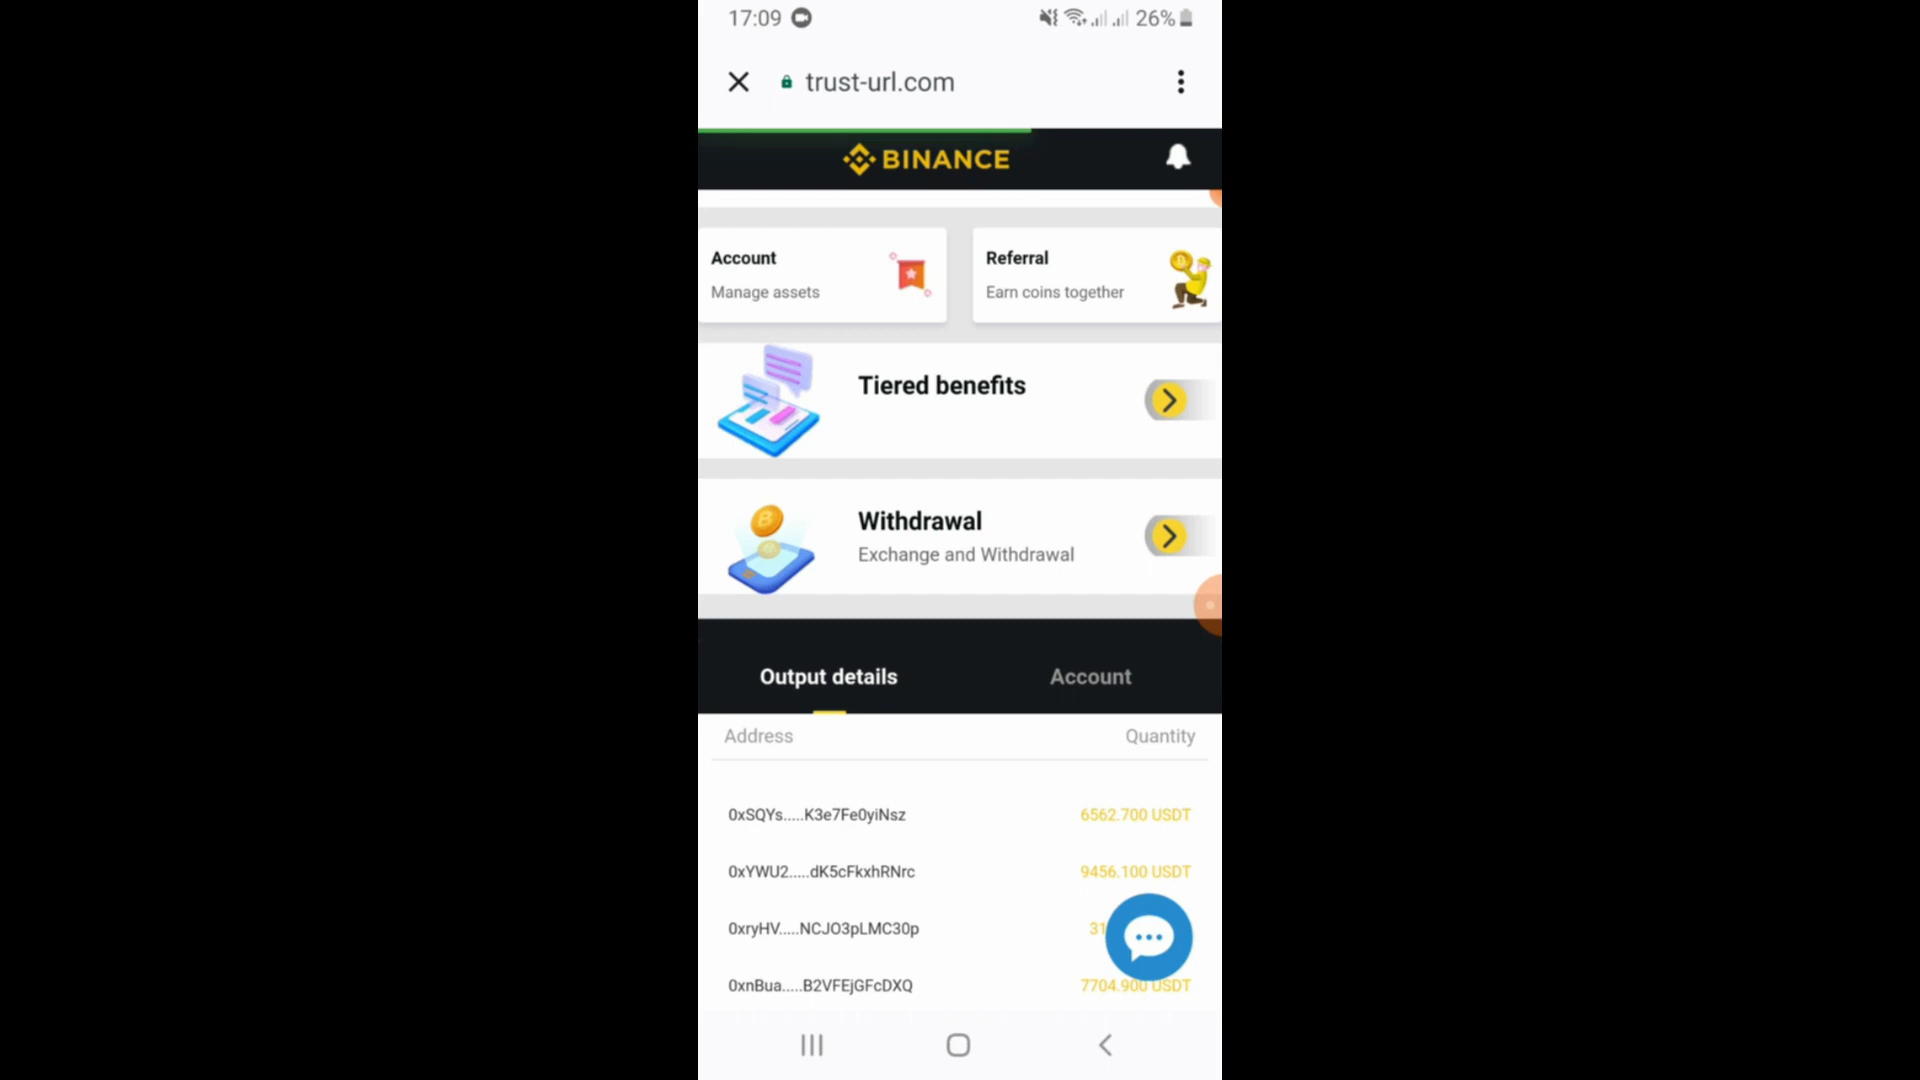 17:09
26%
trust-url.com
BINANCE
Account
Manage assets
Referral
Earn coins together
Tiered benefits
Withdrawal
Exchange and Withdrawal
Output details
Account
Address
Quantity
0xSQYs.....K3e7Fe0yiNsz
6562.700 USDT
0xYWU2.....dK5cFkxhRNrc
9456.100 USDT
0xryHV.....NCJO3pLMC30p
0xnBua.....B2VFEjGFcDXQ
7704.900 USDT